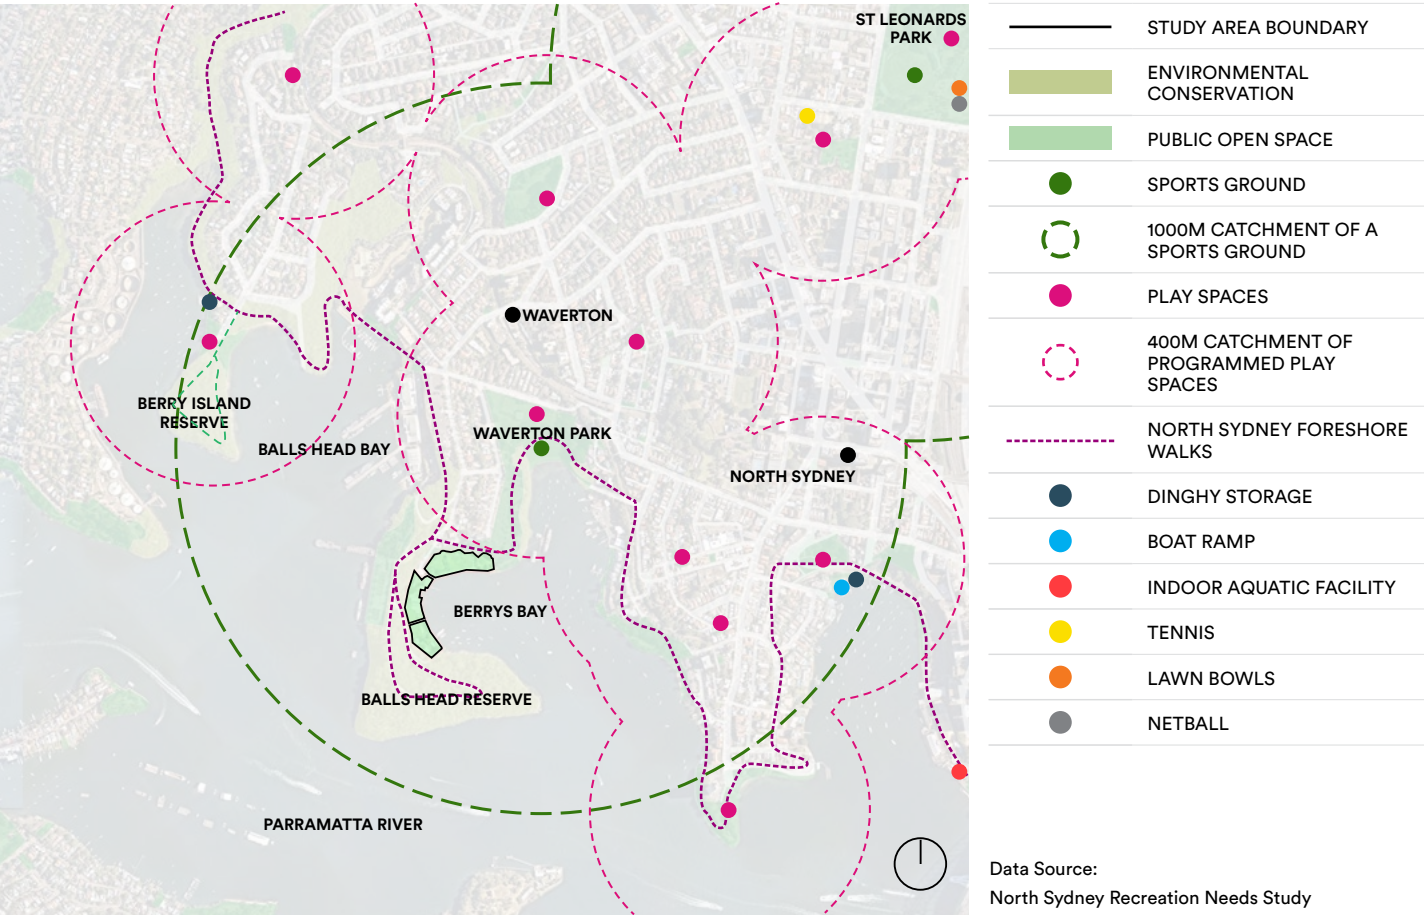 ST LEONARDS
PARK
WAVERTON
BERRY ISLAND
RESERVE
WAVERTON PARK
BALLS HEAD BAY
NORTH SYDNEY
BERRYS BAY
BALLS HEAD RESERVE
PARRAMATTA RIVER
STUDY AREA BOUNDARY
ENVIRONMENTAL
CONSERVATION
PUBLIC OPEN SPACE
SPORTS GROUND
1000M CATCHMENT OF A
SPORTS GROUND
PLAY SPACES
400M CATCHMENT OF
PROGRAMMED PLAY
SPACES
NORTH SYDNEY FORESHORE
WALKS
DINGHY STORAGE
BOAT RAMP
INDOOR AQUATIC FACILITY
TENNIS
LAWN BOWLS
NETBALL
Data Source:
North Sydney Recreation Needs Study